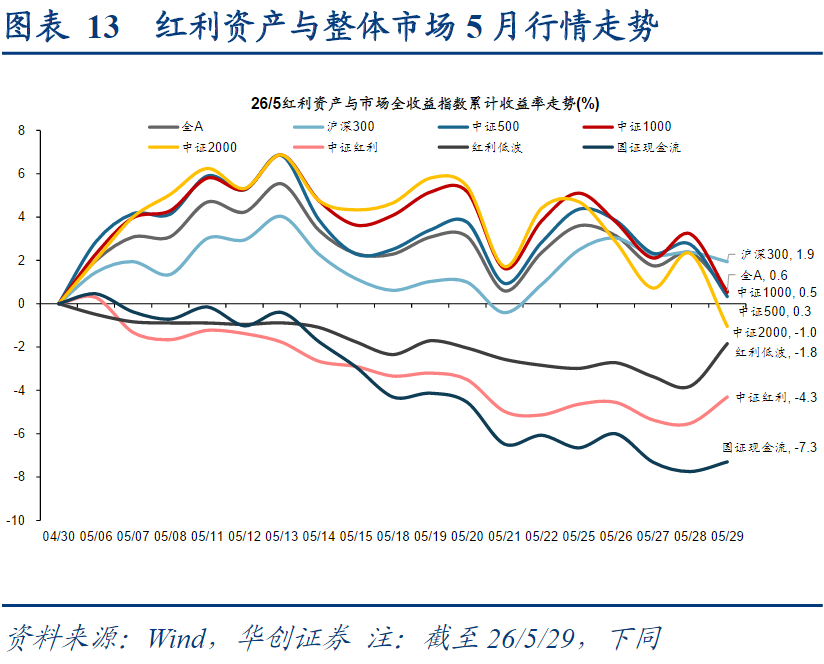 图表 13 红利资产与整体市场 5 月行情走势
26/5红利资产与市场全收益指数累计收益率走势(%)
全A 沪深300 中证500 中证1000
中证2000 中证红利 红利低波 国证现金流
8
6
4
2
0
-2
-4
-6
-8
-10
沪深300, 1.9
全A, 0.6
中证1000, 0.5
中证500, 0.3
中证2000, -1.0
红利低波, -1.8
中证红利, -4.3
国证现金流, -7.3
04/30 05/06 05/07 05/08 05/11 05/12 05/13 05/14 05/15 05/18 05/19 05/20 05/21 05/22 05/25 05/26 05/27 05/28 05/29
资料来源：Wind，华创证券 注：截至 26/5/29，下同